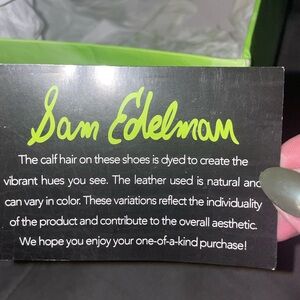 Sam Edelman
The calf hair on these shoes is dyed to create the
vibrant hues you see. The leather used is natural and
can vary in color. These variations reflect the individuality
of the product and contribute to the overall aesthetic.
We hope you enjoy your one-of-a-kind purchase!